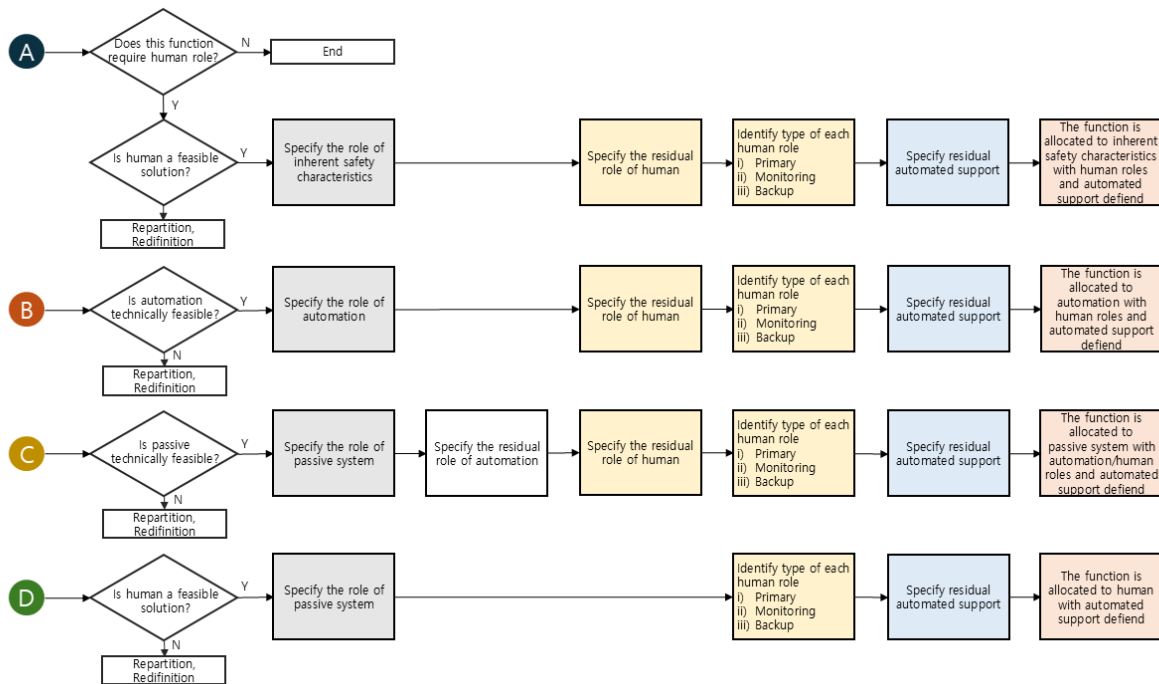 A
Does this function
require human role?
N
End
Y
Is human a feasible
solution?
Y
Specify the role of
inherent safety
characteristics
Specify the residual
role of human
Identify type of each
human role
i) Primary
ii) Monitoring
iii) Backup
Specify residual
automated support
The function is
allocated to inherent
safety characteristics
with human roles
and automated
support defiend
Repartition,
Redifinition
B
Is automation
technically feasible?
Y
Specify the role of
automation
Specify the residual
role of human
Identify type of each
human role
i) Primary
ii) Monitoring
iii) Backup
Specify residual
automated support
The function is
allocated to
automation with
human roles and
automated support
defiend
N
Repartition,
Redifinition
C
Is passive
technically feasible?
Y
Specify the role of
passive system
Specify the residual
role of automation
Specify the residual
role of human
Identify type of each
human role
i) Primary
ii) Monitoring
iii) Backup
Specify residual
automated support
The function is
allocated to
passive system with
automation/human
roles and automated
support defiend
N
Repartition,
Redifinition
D
Is human a feasible
solution?
Y
Specify the role of
passive system
Identify type of each
human role
i) Primary
ii) Monitoring
iii) Backup
Specify residual
automated support
The function is
allocated to human
with automated
support defiend
N
Repartition,
Redifinition